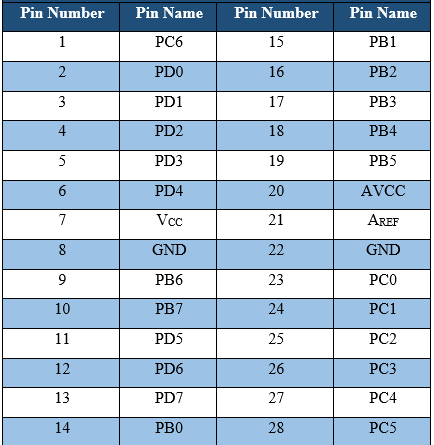 Pin Number Pin Name Pin Number Pin Name
1 PC6 15 PB1
2 PD0 16 PB2
3 PD1 17 PB3
4 PD2 18 PB4
5 PD3 19 PB5
6 PD4 20 AVCC
7 VCC 21 AREF
8 GND 22 GND
9 PB6 23 PC0
10 PB7 24 PC1
11 PD5 25 PC2
12 PD6 26 PC3
13 PD7 27 PC4
14 PB0 28 PC5